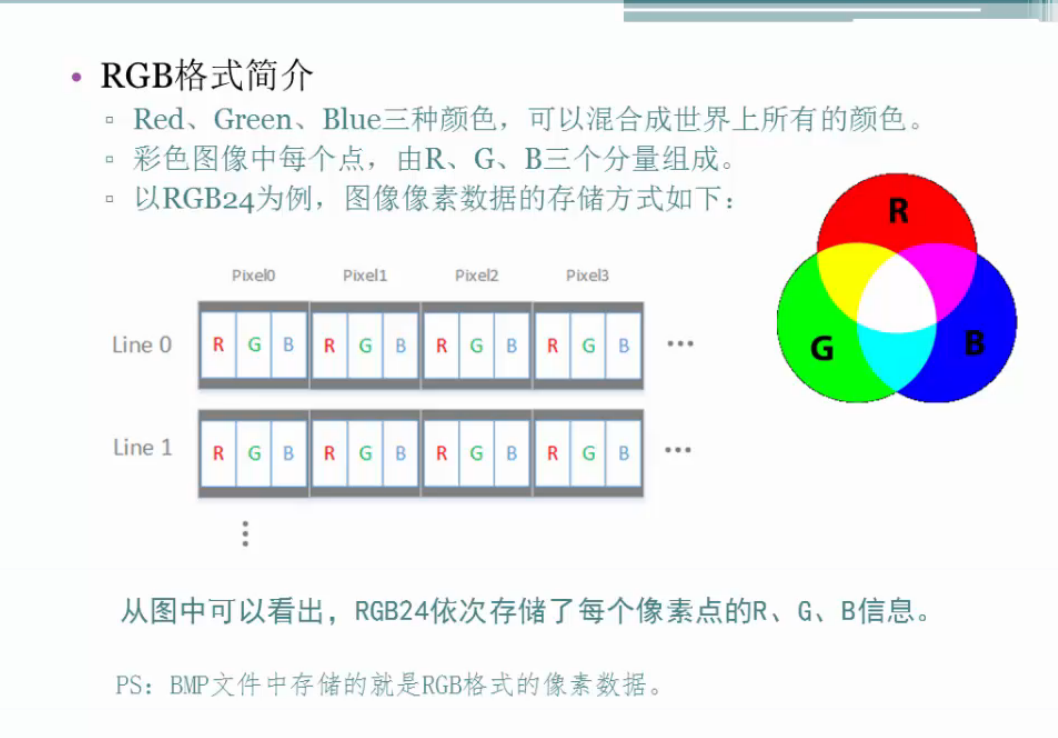 RGB格式简介
Red、Green、Blue三种颜色，可以混合成世界上所有的颜色。
彩色图像中每个点，由R、G、B三个分量组成。
以RGB24为例，图像像素数据的存储方式如下：
R
G B
Pixel0 Pixel1 Pixel2 Pixel3
Line 0 R G B R G B R G B R G B ...
Line 1 R G B R G B R G B R G B ...
从图中可以看出，RGB24依次存储了每个像素点的R、G、B信息。
PS：BMP文件中存储的就是RGB格式的像素数据。